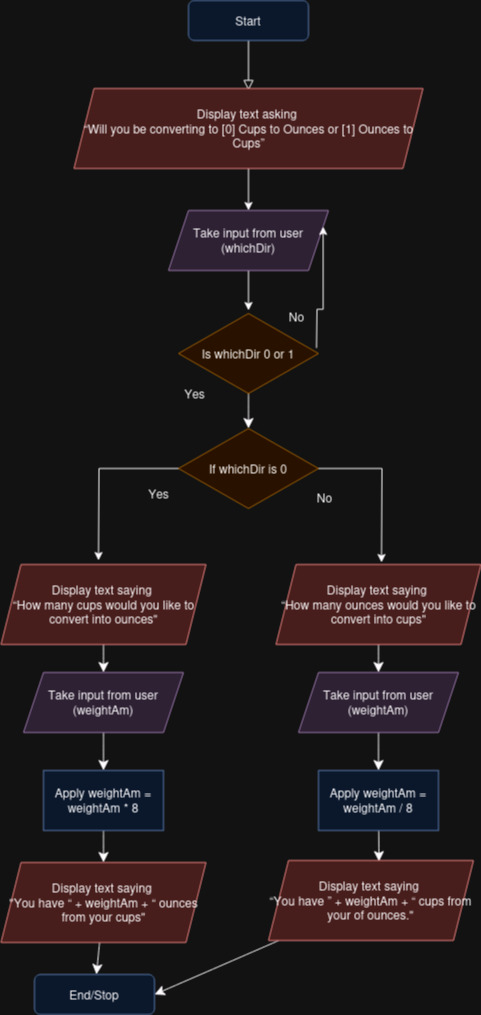 Start
Display text asking
“Will you be converting to [0] Cups to Ounces or [1] Ounces to
Cups”
Take input from user
(whichDir)
No
Is whichDir 0 or 1
Yes
If whichDir is 0
Yes
No
Display text saying
“How many cups would you like to
convert into ounces”
Display text saying
“How many ounces would you like to
convert into cups”
Take input from user
(weightAm)
Take input from user
(weightAm)
Apply weightAm =
weightAm * 8
Apply weightAm =
weightAm / 8
Display text saying
"You have “ + weightAm + “ ounces
from your cups"
Display text saying
“You have ” + weightAm + “ cups from
your of ounces.”
End/Stop